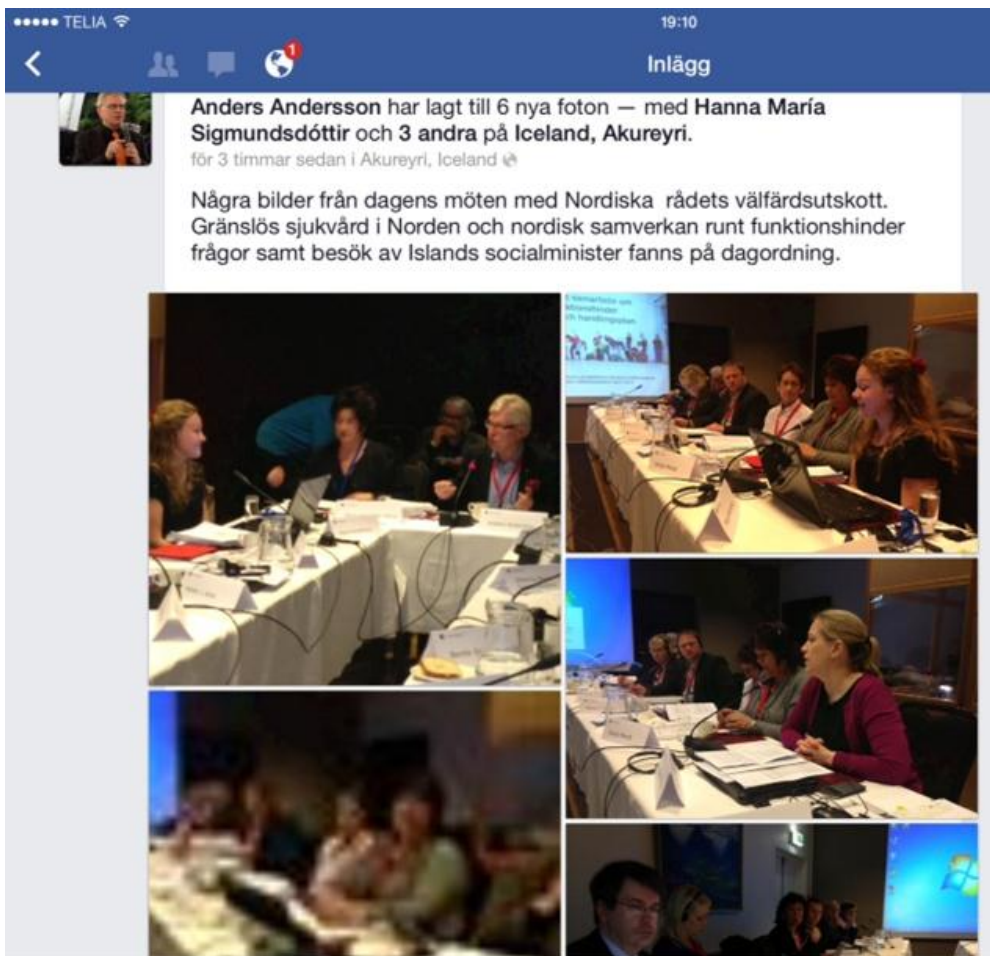 TELIA
19:10
1
Inlägg
Anders Andersson har lagt till 6 nya foton — med Hanna María
Sigmundsdóttir och 3 andra på Iceland, Akureyri.
för 3 timmar sedan i Akureyri, Iceland
Några bilder från dagens möten med Nordiska rådets välfärdsutskott.
Gränslös sjukvård i Norden och nordisk samverkan runt funktionshinder
frågor samt besök av Islands socialminister fanns på dagordning.